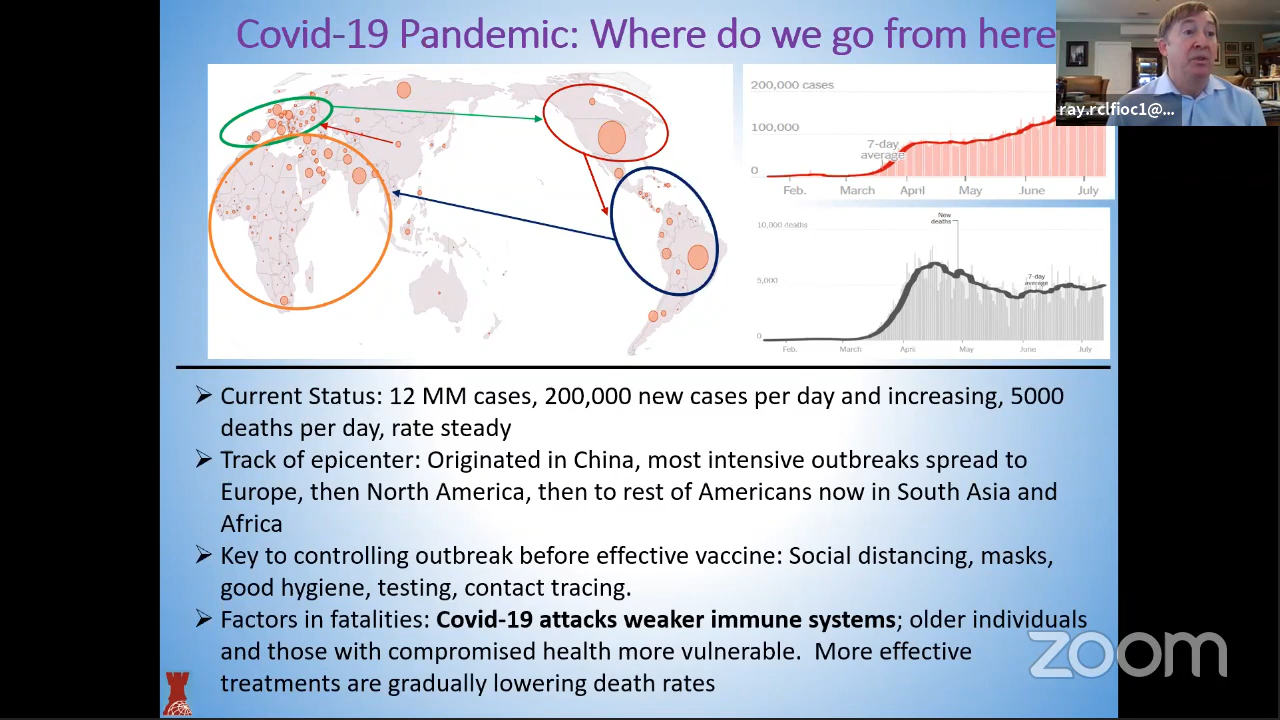 Covid-19 Pandemic: Where do we go from here
ray.rclfioc1@...
200,000 cases
100,000
7-day
average
0
Feb. March April May June July
New
deaths
10,000 deaths
7-day
average
5,000
0
Feb. March April May June July
➢ Current Status: 12 MM cases, 200,000 new cases per day and increasing, 5000
deaths per day, rate steady
➢ Track of epicenter: Originated in China, most intensive outbreaks spread to
Europe, then North America, then to rest of Americans now in South Asia and
Africa
➢ Key to controlling outbreak before effective vaccine: Social distancing, masks,
good hygiene, testing, contact tracing.
➢ Factors in fatalities: Covid-19 attacks weaker immune systems; older individuals
and those with compromised health more vulnerable. More effective
treatments are gradually lowering death rates
zoom